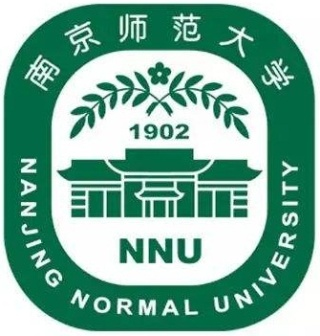 南京师范大学
1902
NNU
NANJING NORMAL UNIVERSITY